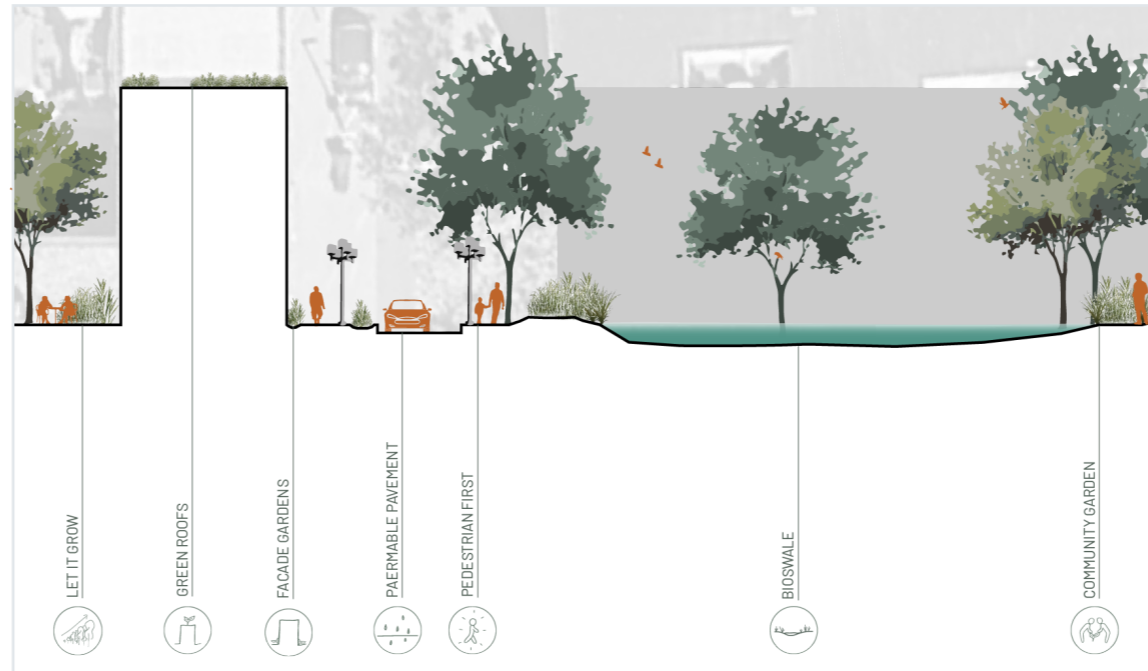 LET IT GROW
GREEN ROOFS
FACADE GARDENS
PAERMABLE PAVEMENT
PEDESTRIAN FIRST
BIOSWALE
COMMUNITY GARDEN